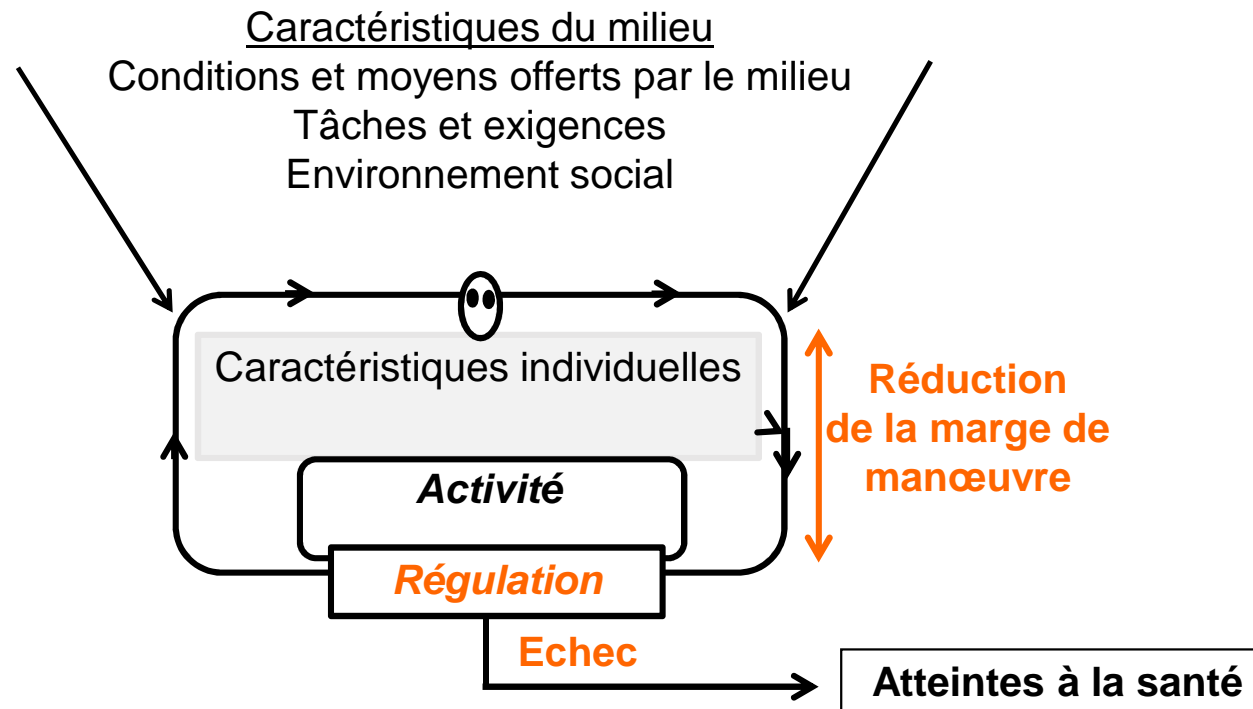 Caractéristiques du milieu
Conditions et moyens offerts par le milieu
Tâches et exigences
Environnement social
Caractéristiques individuelles
Réduction
de la marge de
manœuvre
Activité
Régulation
Echec
Atteintes à la santé